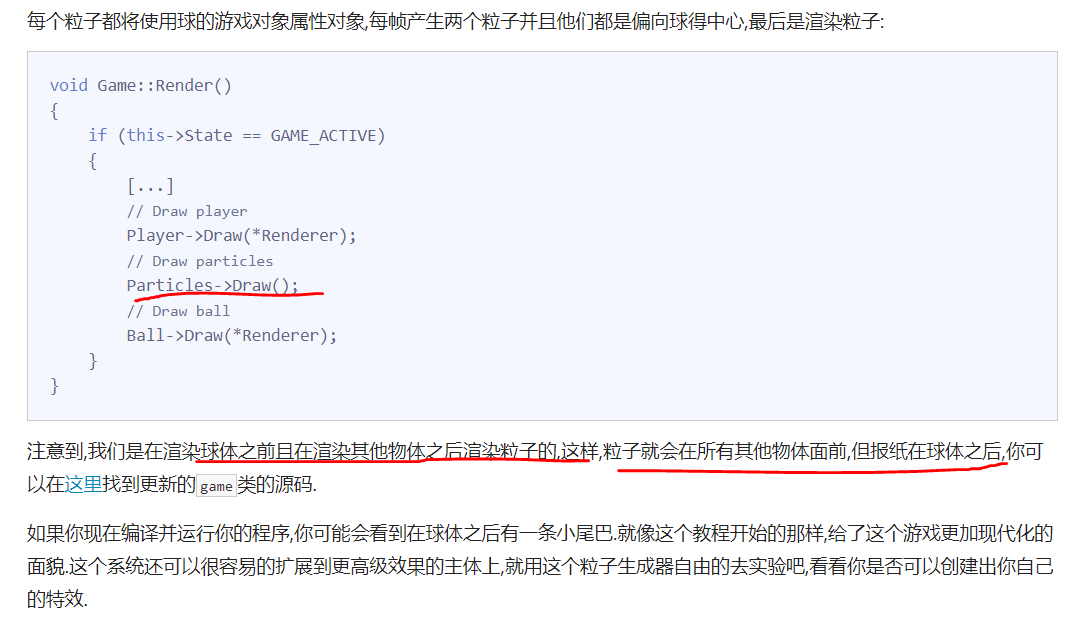 每个粒子都将使用球的游戏对象属性对象,每帧产生两个粒子并且他们都是偏向球得中心,最后是渲染粒子:
void Game::Render()
{
if (this->State == GAME_ACTIVE)
{
[...]
// Draw player
Player->Draw(*Renderer);
// Draw particles
Particles->Draw();
// Draw ball
Ball->Draw(*Renderer);
}
}
注意到,我们是在渲染球体之前且在渲染其他物体之后渲染粒子的,这样,粒子就会在所有其他物体面前,但报纸在球体之后,你可
以在这里找到更新的game类的源码.
如果你现在编译并运行你的程序,你可能会看到在球体之后有一条小尾巴.就像这个教程开始的那样,给了这个游戏更加现代化的
面貌.这个系统还可以很容易的扩展到更高级效果的主体上,就用这个粒子生成器自由的去实验吧,看看你是否可以创建出你自己
的特效.